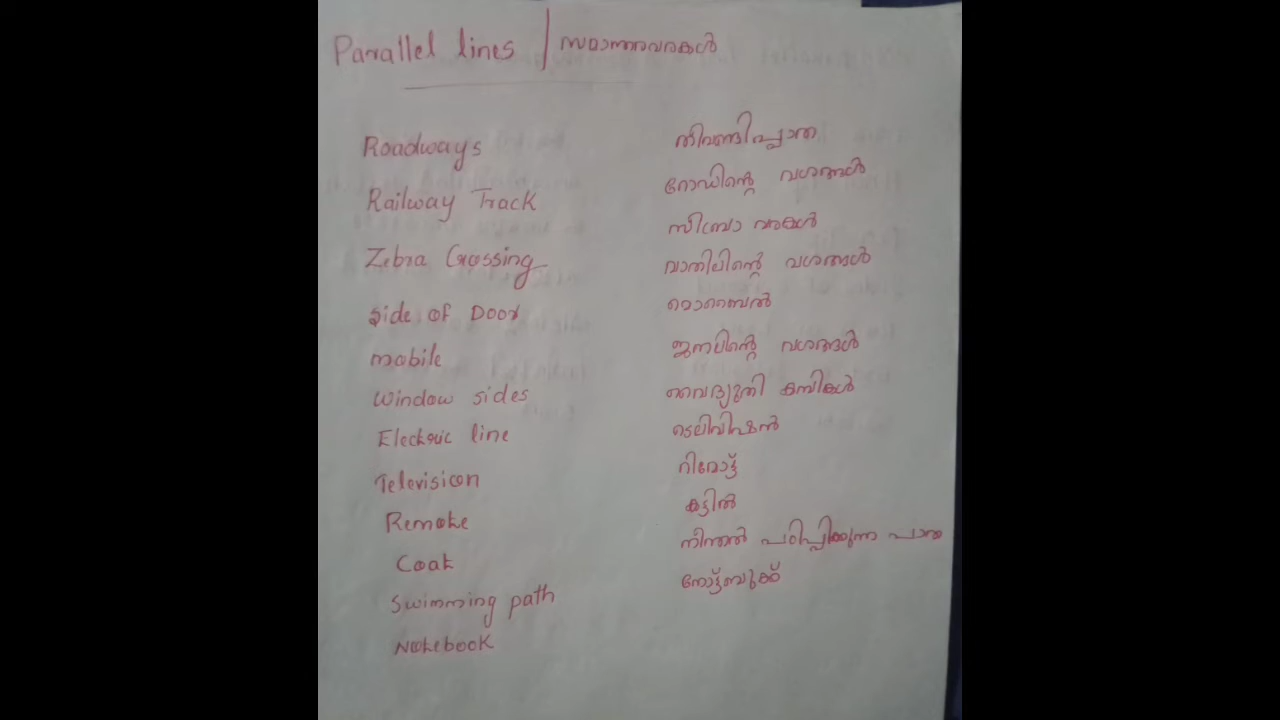 Parallel lines | സമാന്തരവരകൾ
Roadways
Railway Track
Zebra Crossing
Side of Door
mobile
window sides
Electric line
Television
Remote
Coat
Swimming path
Notebook
തീവണ്ടിപ്പാത
റോഡിന്റെ വശങ്ങൾ
സീബ്രാ വരകൾ
വാതിലിന്റെ വശങ്ങൾ
മൊബൈൽ
ജനലിന്റെ വശങ്ങൾ
വൈദ്യുതി കമ്പികൾ
ടെലിവിഷൻ
റിമോട്ട്
കട്ടിൽ
നീന്തൽ പഠിപ്പിക്കുന്ന പാത
നോട്ട്ബുക്ക്